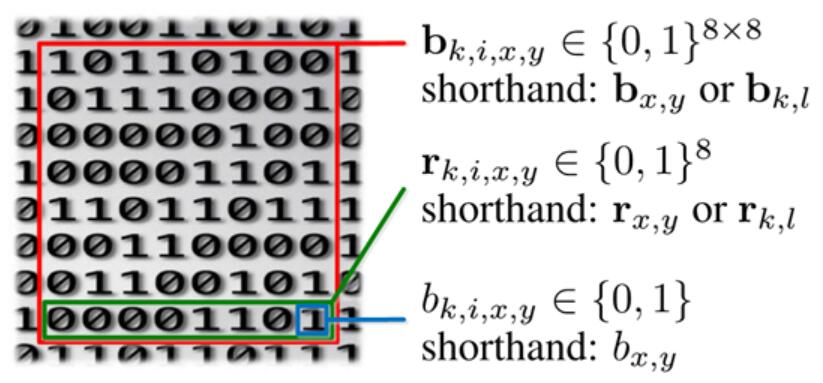 1101101001
1011100010
0000001000
1000011011
0110110111
0001100001
0011001010
1000011011
b_{k,i,x,y} ∈ {0, 1}^{8×8}
shorthand: b_{x,y} or b_{k,l}
r_{k,i,x,y} ∈ {0, 1}^8
shorthand: r_{x,y} or r_{k,l}
b_{k,i,x,y} ∈ {0, 1}
shorthand: b_{x,y}